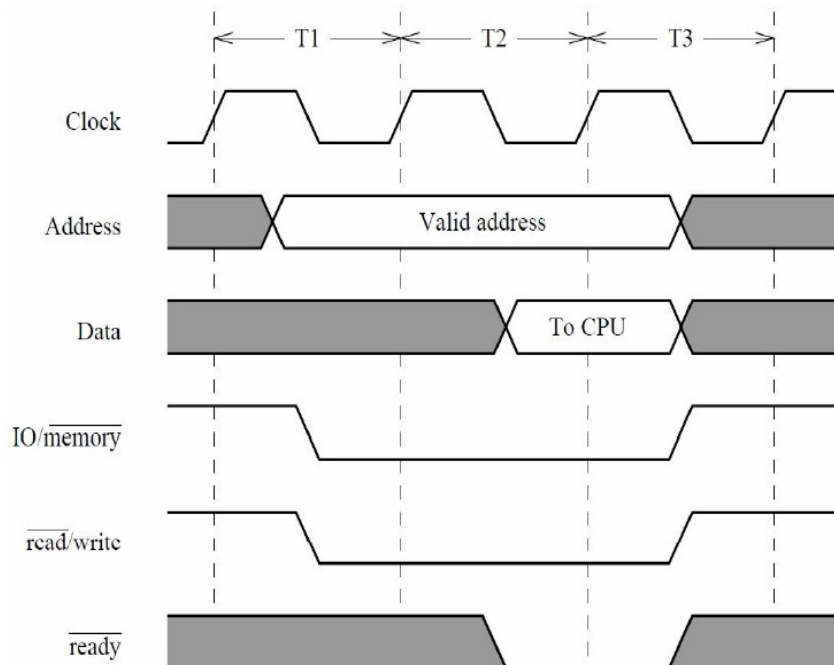 T1 T2 T3
Clock
Address Valid address
Data To CPU
IO/memory
read/write
ready